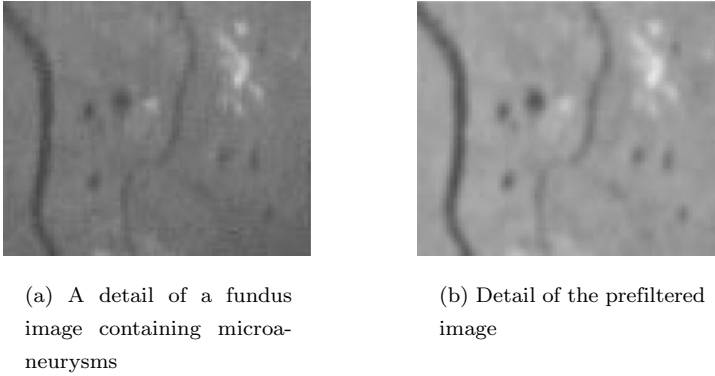 (a) A detail of a fundus
image containing microa-
neurysms
(b) Detail of the prefiltered
image